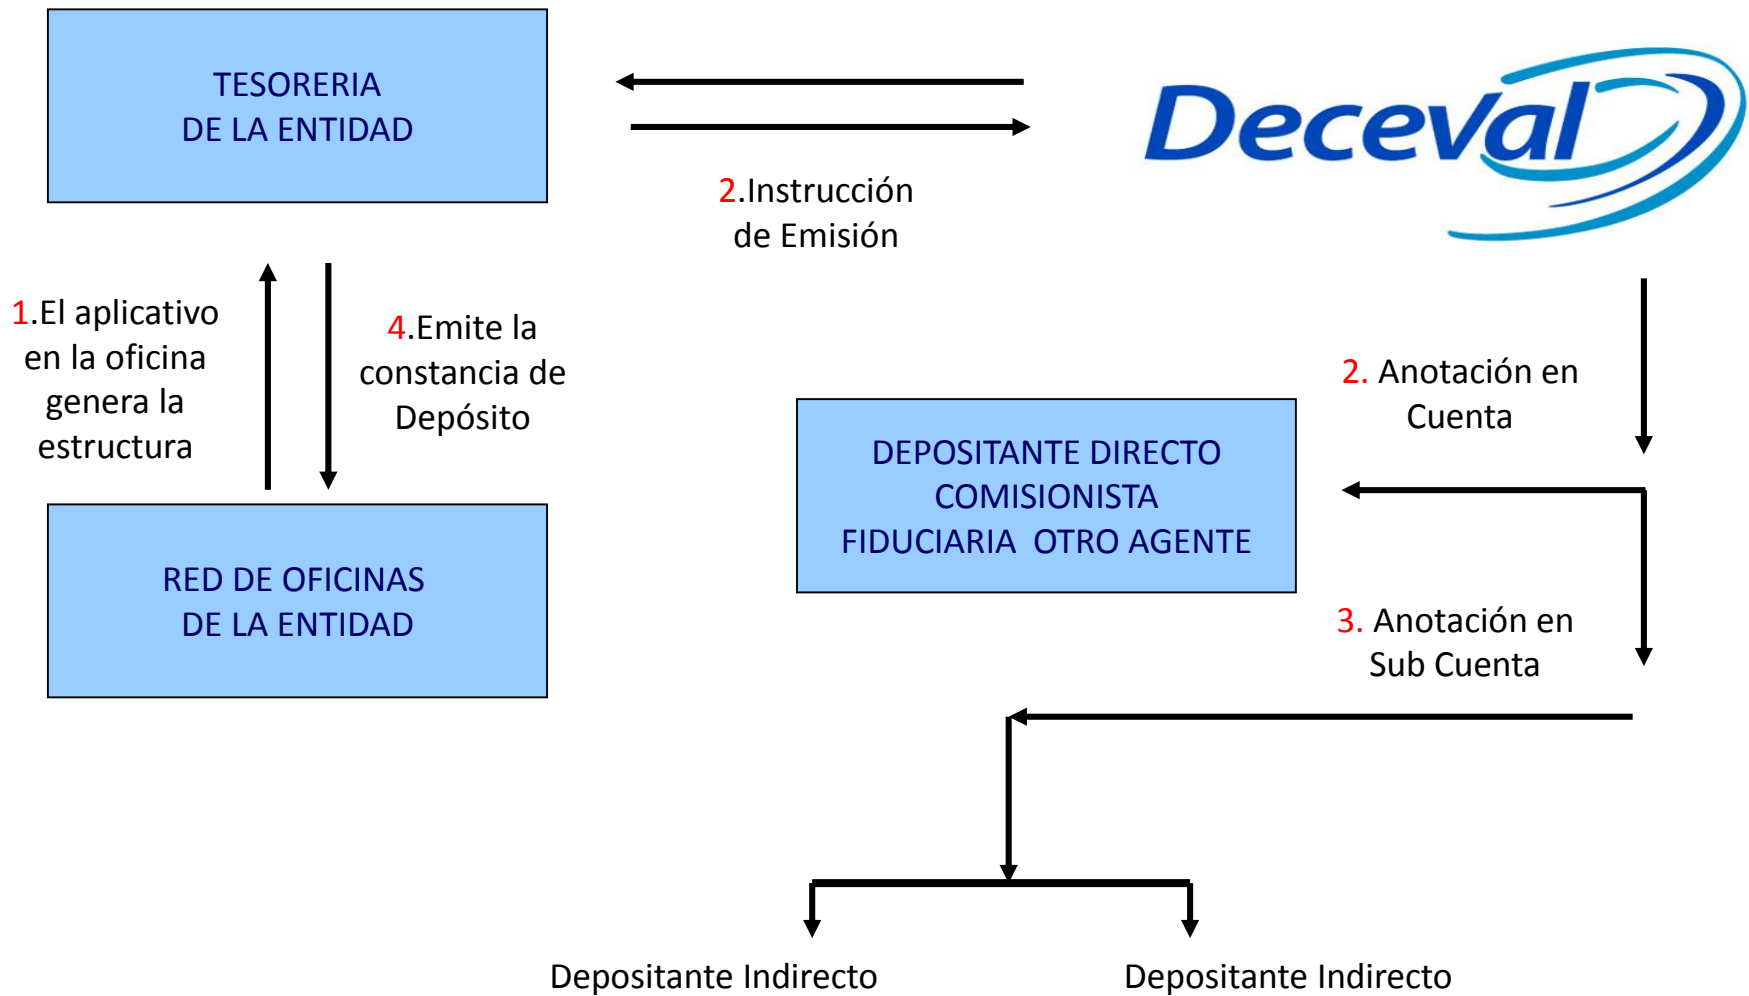 TESORERIA
DE LA ENTIDAD
Deceval
2.Instrucción
de Emisión
1.El aplicativo
en la oficina
genera la
estructura
4.Emite la
constancia de
Depósito
2. Anotación en
Cuenta
DEPOSITANTE DIRECTO
COMISIONISTA
FIDUCIARIA  OTRO AGENTE
RED DE OFICINAS
DE LA ENTIDAD
3. Anotación en
Sub Cuenta
Depositante Indirecto
Depositante Indirecto